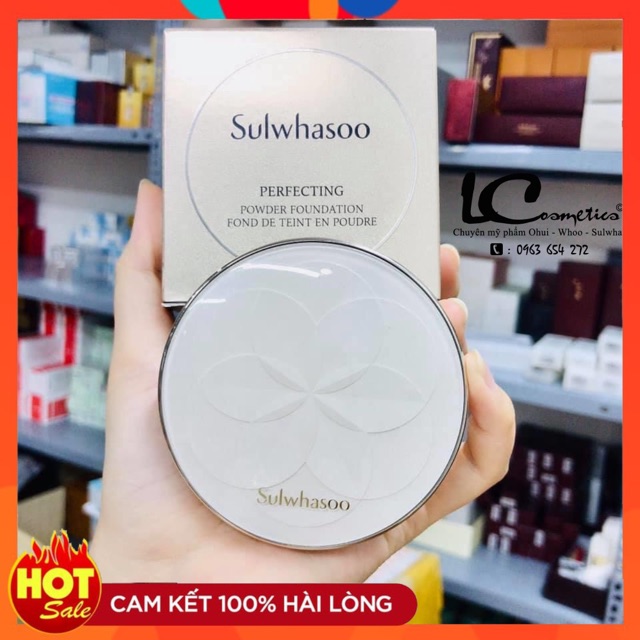 Sulwhasoo
PERFECTING
POWDER FOUNDATION
FOND DE TEINT EN POUDRE
LCosmetics©
Chuyên mỹ phẩm Ohui - Whoo - Sulwha
: 0963 654 272
Sulwhasoo
HOT
Sale
CAM KẾT 100% HÀI LÒNG